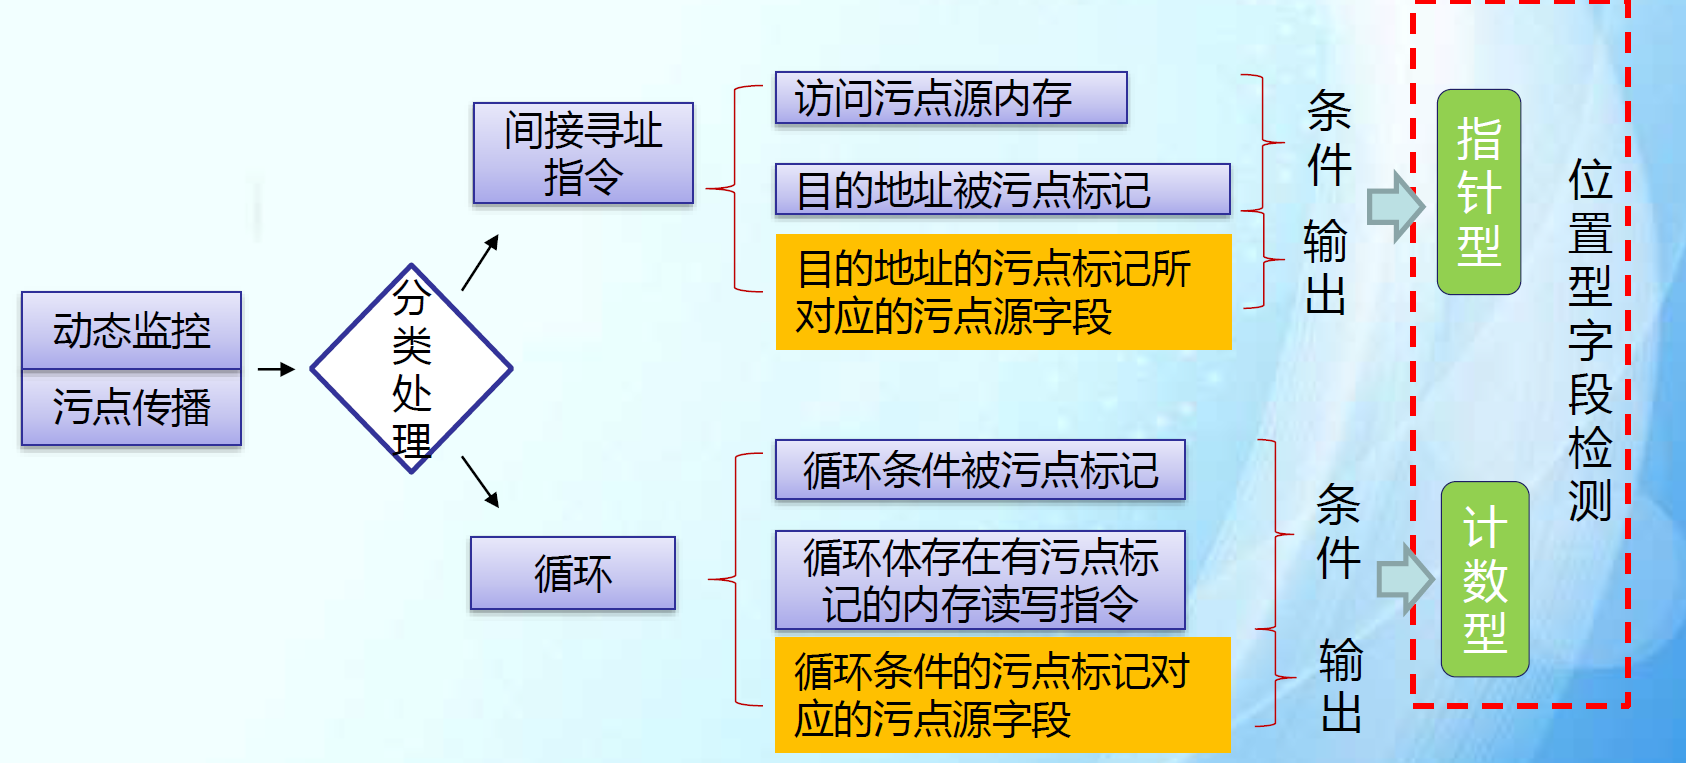 动态监控
污点传播
分类处理
间接寻址
指令
访问污点源内存
目的地址被污点标记
目的地址的污点标记所
对应的污点源字段
条件
输出
指针型
循环
循环条件被污点标记
循环体存在有污点标
记的内存读写指令
循环条件的污点标记对
应的污点源字段
条件
输出
计数型
位置型字段检测